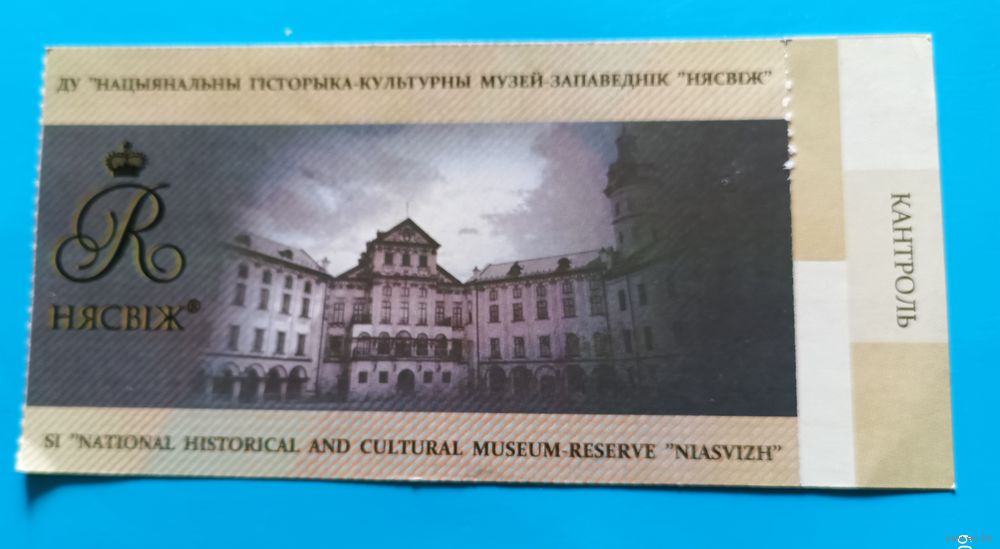 ДУ "НАЦЫЯНАЛЬНЫ ГІСТОРЫКА-КУЛЬТУРНЫ МУЗЕЙ-ЗАПАВЕДНІК "НЯСВІЖ"
R
НЯСВІЖ®
КАНТРОЛЬ
SI "NATIONAL HISTORICAL AND CULTURAL MUSEUM-RESERVE "NIASVIZH"